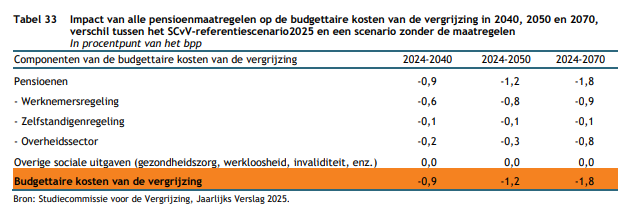 Tabel 33 Impact van alle pensioenmaatregelen op de budgettaire kosten van de vergrijzing in 2040, 2050 en 2070,
verschil tussen het SCvV-referentiescenario2025 en een scenario zonder de maatregelen
In procentpunt van het bpp
Componenten van de budgettaire kosten van de vergrijzing 2024-2040 2024-2050 2024-2070
Pensioenen -0,9 -1,2 -1,8
- Werknemersregeling -0,6 -0,8 -0,9
- Zelfstandigenregeling -0,1 -0,1 -0,1
- Overheidssector -0,2 -0,3 -0,8
Overige sociale uitgaven (gezondheidszorg, werkloosheid, invaliditeit, enz.) 0,0 0,0 0,0
Budgettaire kosten van de vergrijzing -0,9 -1,2 -1,8
Bron: Studiecommissie voor de Vergrijzing, Jaarlijks Verslag 2025.